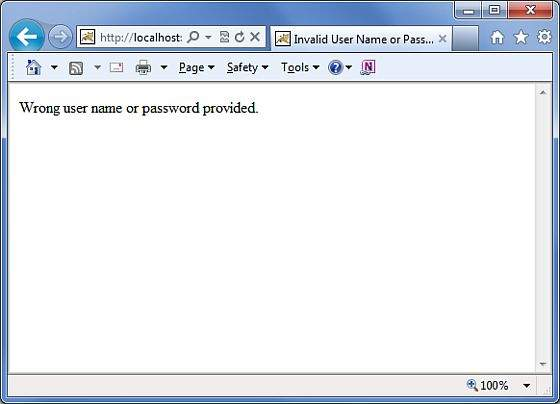 http://localhost:
Invalid User Name or Pass...
Page
Safety
Tools
Wrong user name or password provided.
100%